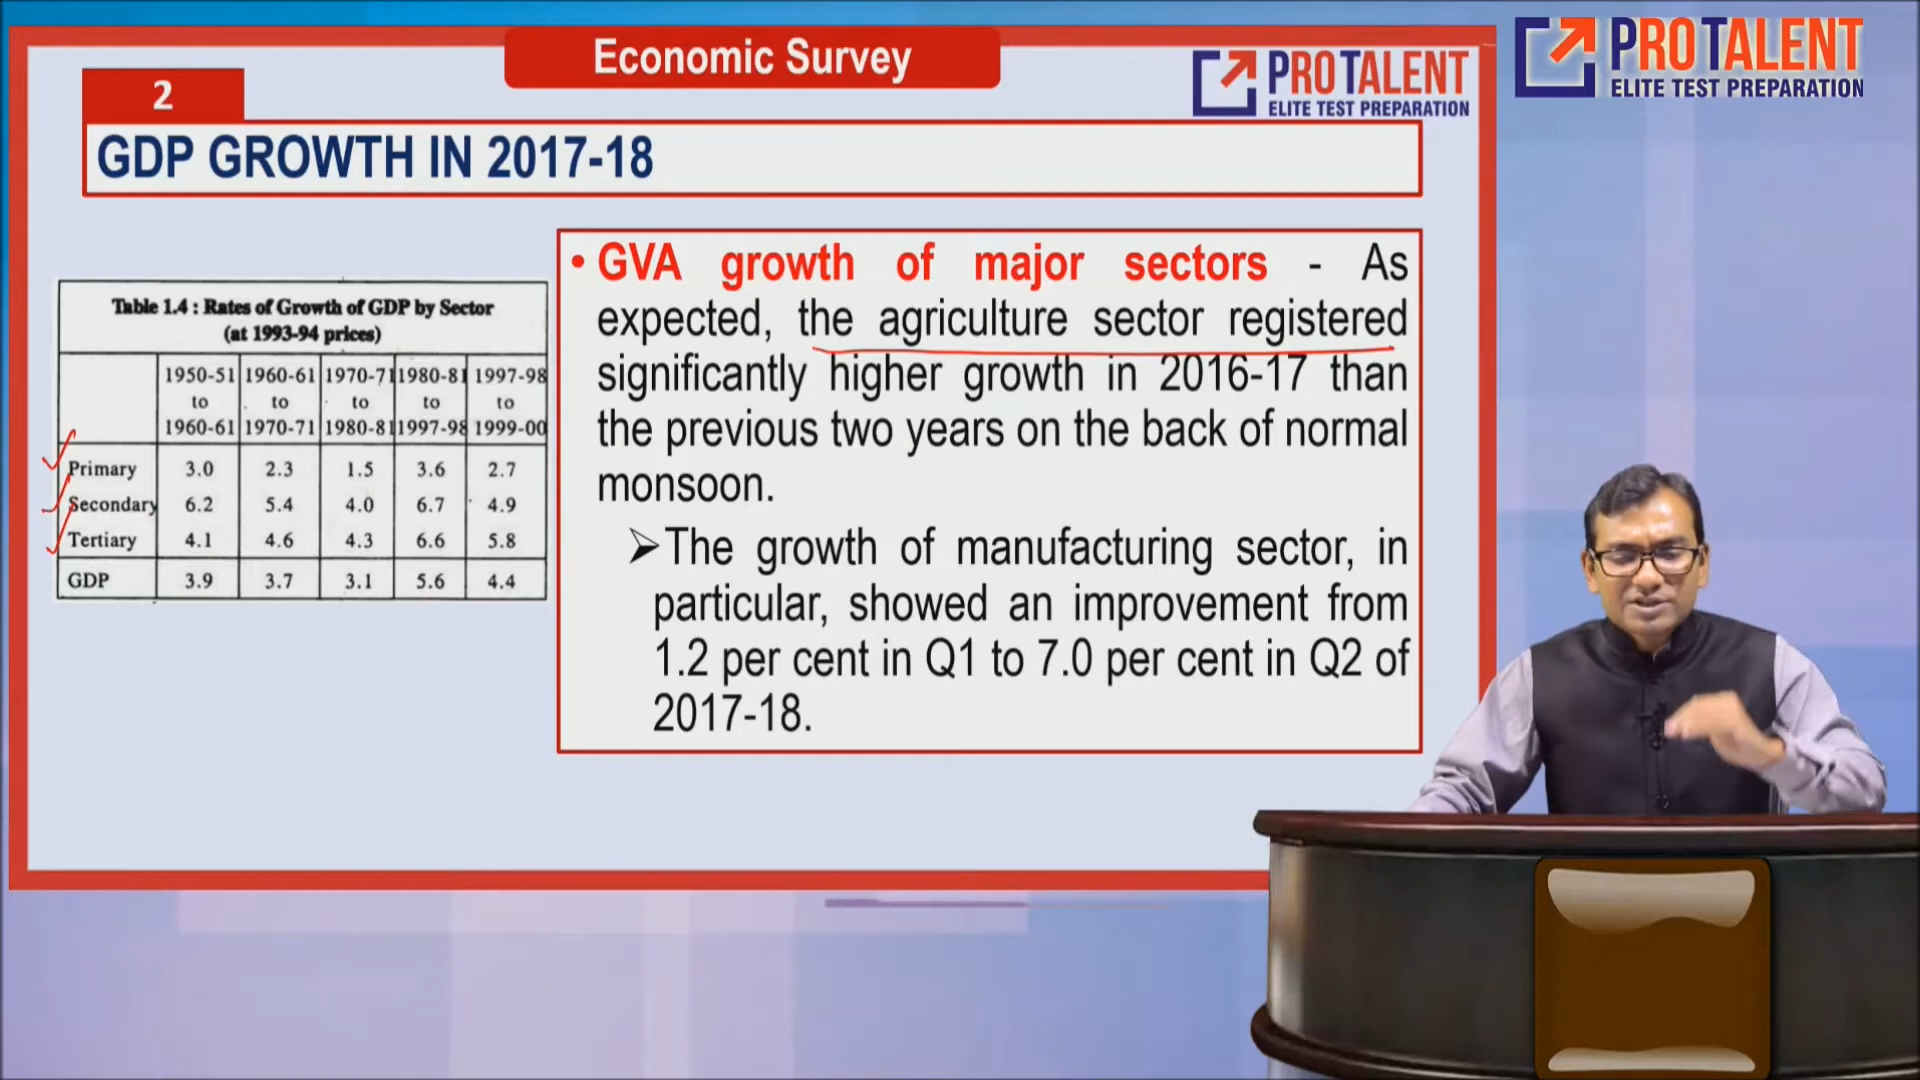 Economic Survey
PROTALENT
ELITE TEST PREPARATION
PROTALENT
ELITE TEST PREPARATION
2
GDP GROWTH IN 2017-18
Table 1.4 : Rates of Growth of GDP by Sector
(at 1993-94 prices)
1950-51 1960-61 1970-71 1980-81 1997-98
to to to to to
1960-61 1970-71 1980-81 1997-98 1999-00
Primary 3.0 2.3 1.5 3.6 2.7
Secondary 6.2 5.4 4.0 6.7 4.9
Tertiary 4.1 4.6 4.3 6.6 5.8
GDP 3.9 3.7 3.1 5.6 4.4
• GVA growth of major sectors - As
expected, the agriculture sector registered
significantly higher growth in 2016-17 than
the previous two years on the back of normal
monsoon.
➢The growth of manufacturing sector, in
particular, showed an improvement from
1.2 per cent in Q1 to 7.0 per cent in Q2 of
2017-18.